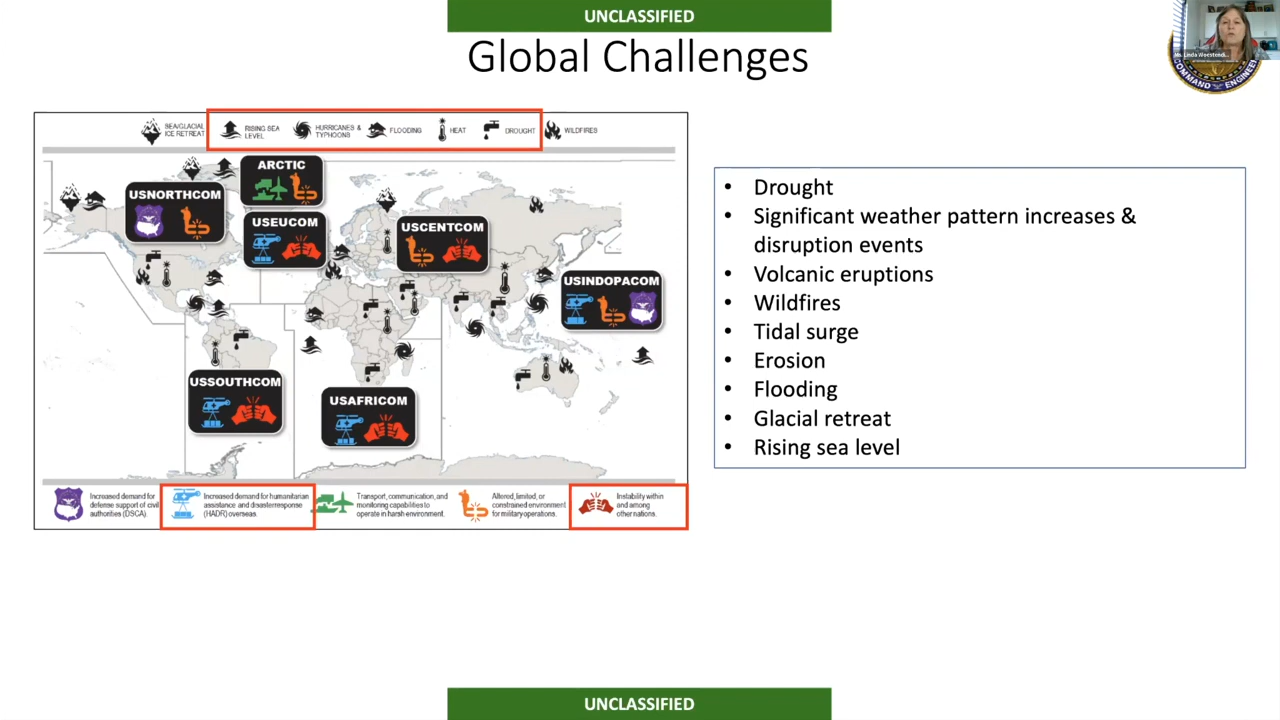 UNCLASSIFIED
Global Challenges
COMMAND ENGINEER
SEA/GLACIAL
ICE RETREAT
RISING SEA
LEVEL
HURRICANES &
TYPHOONS
FLOODING
HEAT
DROUGHT
WILDFIRES
ARCTIC
USNORTHCOM
USEUCOM
USCENTCOM
USINDOPACOM
USSOUTHCOM
USAFRICOM
Increased demand for
defense support of civil
authorities (DSCA).
Increased demand for humanitarian
assistance and disaster response
(HADR) overseas.
Transport, communication, and
monitoring capabilities to
operate in harsh environment.
Altered, limited, or
constrained environment
for military operations.
Instability within
and among
other nations.
• Drought
• Significant weather pattern increases &
disruption events
• Volcanic eruptions
• Wildfires
• Tidal surge
• Erosion
• Flooding
• Glacial retreat
• Rising sea level
UNCLASSIFIED